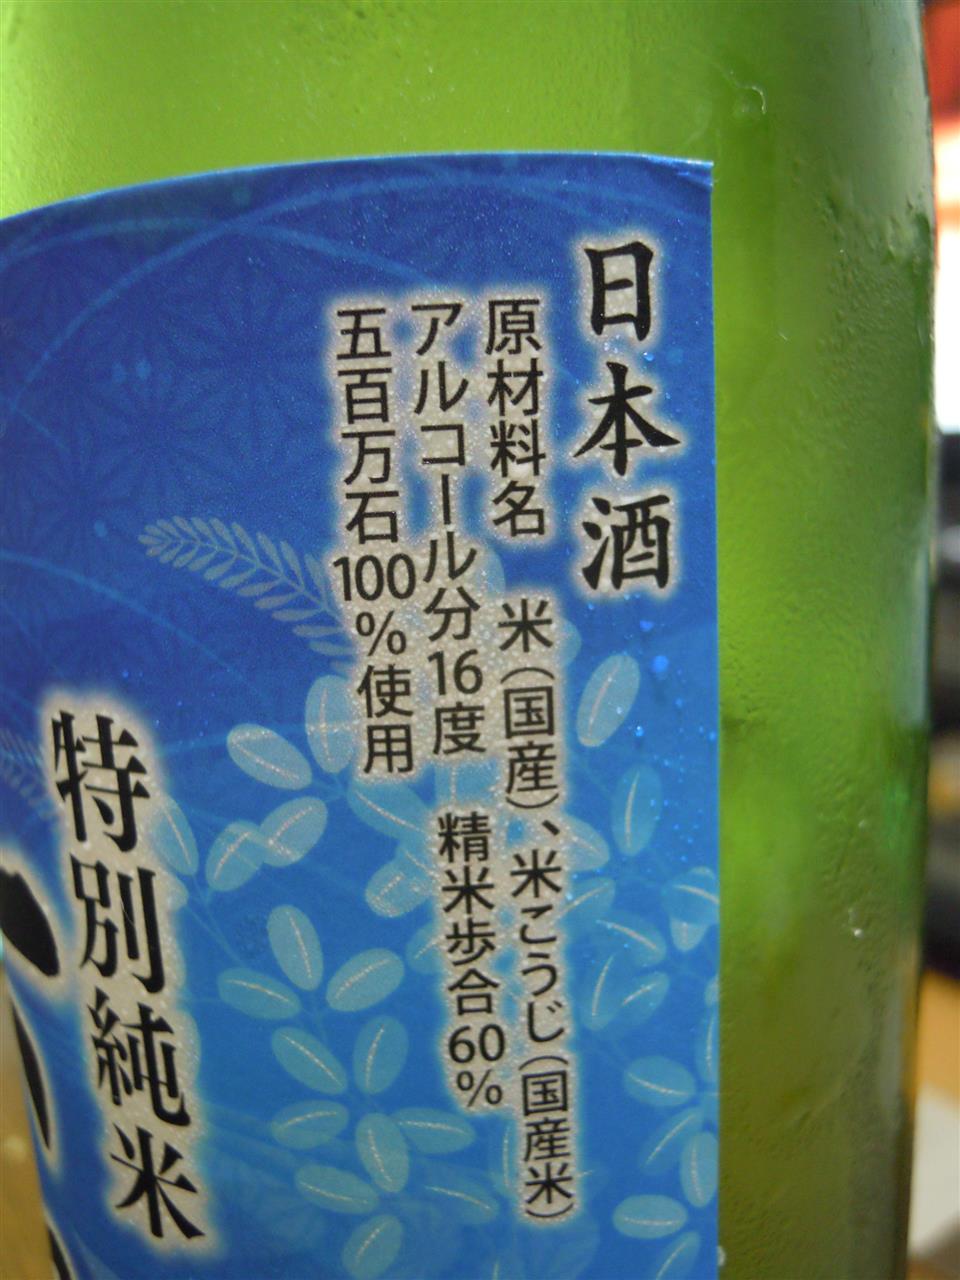 日本酒
原材料名 米(国産)、米こうじ(国産米)
アルコール分16度 精米歩合60%
五百万石100%使用
特別純米